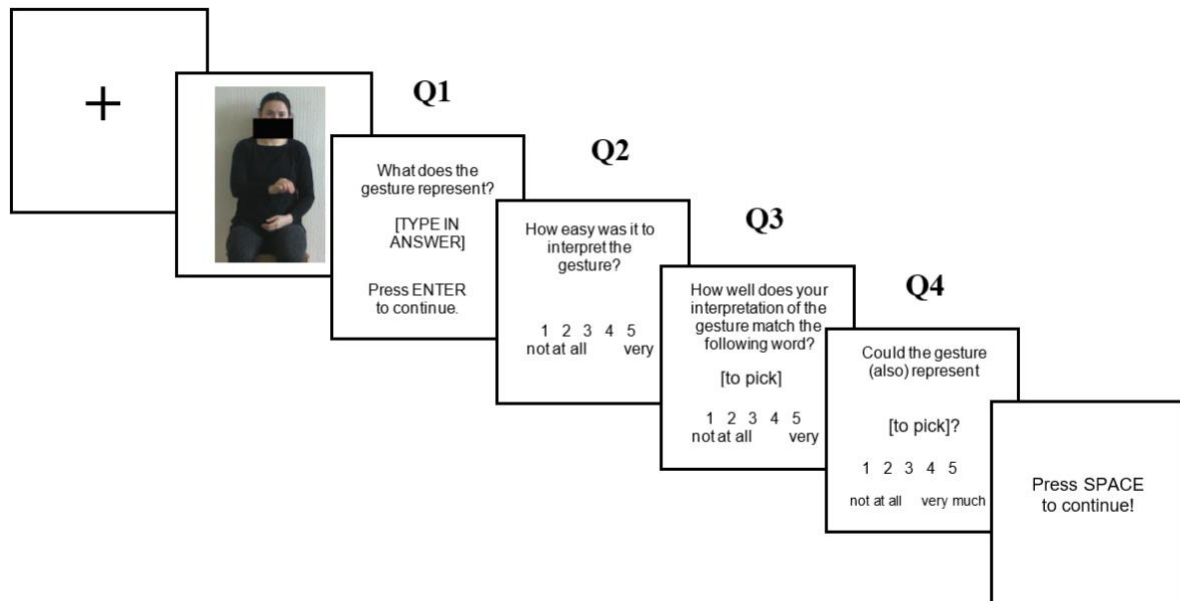 +
Q1
What does the
gesture represent?
[TYPE IN
ANSWER]
Press ENTER
to continue.
Q2
How easy was it to
interpret the
gesture?
1 2 3 4 5
not at all very
Q3
How well does your
interpretation of the
gesture match the
following word?
[to pick]
1 2 3 4 5
not at all very
Q4
Could the gesture
(also) represent
[to pick]?
1 2 3 4 5
not at all very much
Press SPACE
to continue!